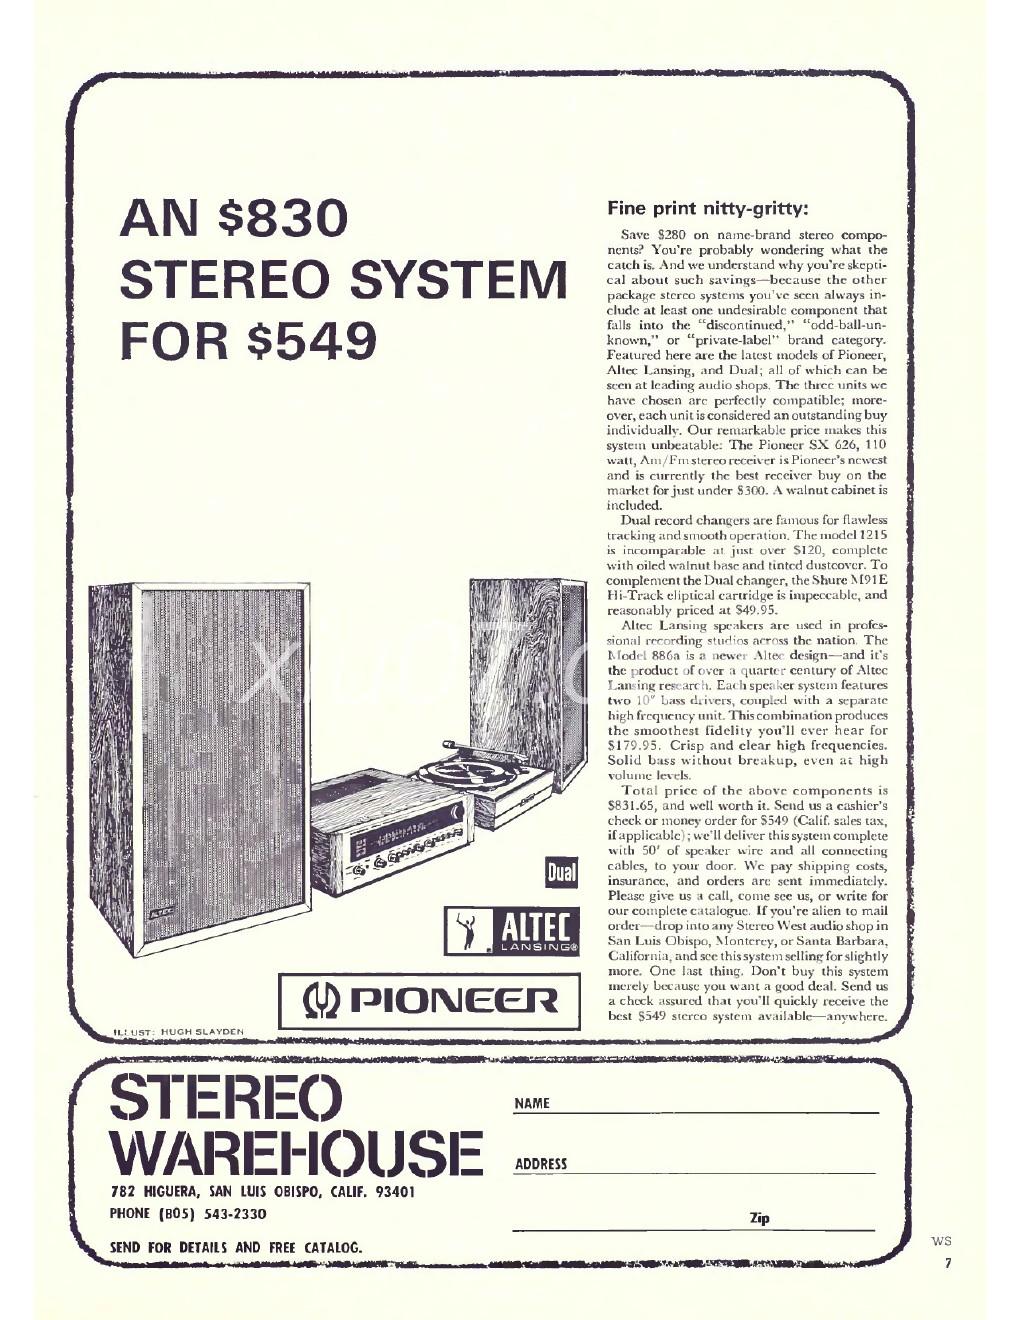 AN $830
STEREO SYSTEM
FOR $549
Fine print nitty-gritty:
Save $280 on name-brand stereo compo-
nents? You're probably wondering what the
catch is. And we understand why you're skepti-
cal about such savings—because the other
package stereo systems you've seen always in-
clude at least one undesirable component that
falls into the "discontinued," "odd-ball-un-
known," or "private-label" brand category.
Featured here are the latest models of Pioneer,
Altec Lansing, and Dual; all of which can be
seen at leading audio shops. The three units we
have chosen are perfectly compatible; more-
over, each unit is considered an outstanding buy
individually. Our remarkable price makes this
system unbeatable: The Pioneer SX 626, 110
watt, Am/Fm stereo receiver is Pioneer's newest
and is currently the best receiver buy on the
market for just under $300. A walnut cabinet is
included.
Dual record changers are famous for flawless
tracking and smooth operation. The model 1215
is incomparable at just over $120, complete
with oiled walnut base and tinted dustcover. To
complement the Dual changer, the Shure M91E
Hi-Track eliptical cartridge is impeccable, and
reasonably priced at $49.95.
Altec Lansing speakers are used in profes-
sional recording studios across the nation. The
Model 886a is a newer Altec design—and it's
the product of over a quarter century of Altec
Lansing research. Each speaker system features
two 10" bass drivers, coupled with a separate
high frequency unit. This combination produces
the smoothest fidelity you'll ever hear for
$179.95. Crisp and clear high frequencies.
Solid bass without breakup, even at high
volume levels.
Total price of the above components is
$831.65, and well worth it. Send us a cashier's
check or money order for $549 (Calif. sales tax,
if applicable); we'll deliver this system complete
with 50' of speaker wire and all connecting
cables, to your door. We pay shipping costs,
insurance, and orders are sent immediately.
Please give us a call, come see us, or write for
our complete catalogue. If you're alien to mail
order—drop into any Stereo West audio shop in
San Luis Obispo, Monterey, or Santa Barbara,
California, and see this system selling for slightly
more. One last thing. Don't buy this system
merely because you want a good deal. Send us
a check assured that you'll quickly receive the
best $549 stereo system available—anywhere.
ALTEC
Dual
ALTEC
LANSING®
PIONEER
ILLUST: HUGH SLAYDEN
STEREO
WAREHOUSE
782 HIGUERA, SAN LUIS OBISPO, CALIF. 93401
PHONE (805) 543-2330
SEND FOR DETAILS AND FREE CATALOG.
NAME
ADDRESS
Zip
WS
7